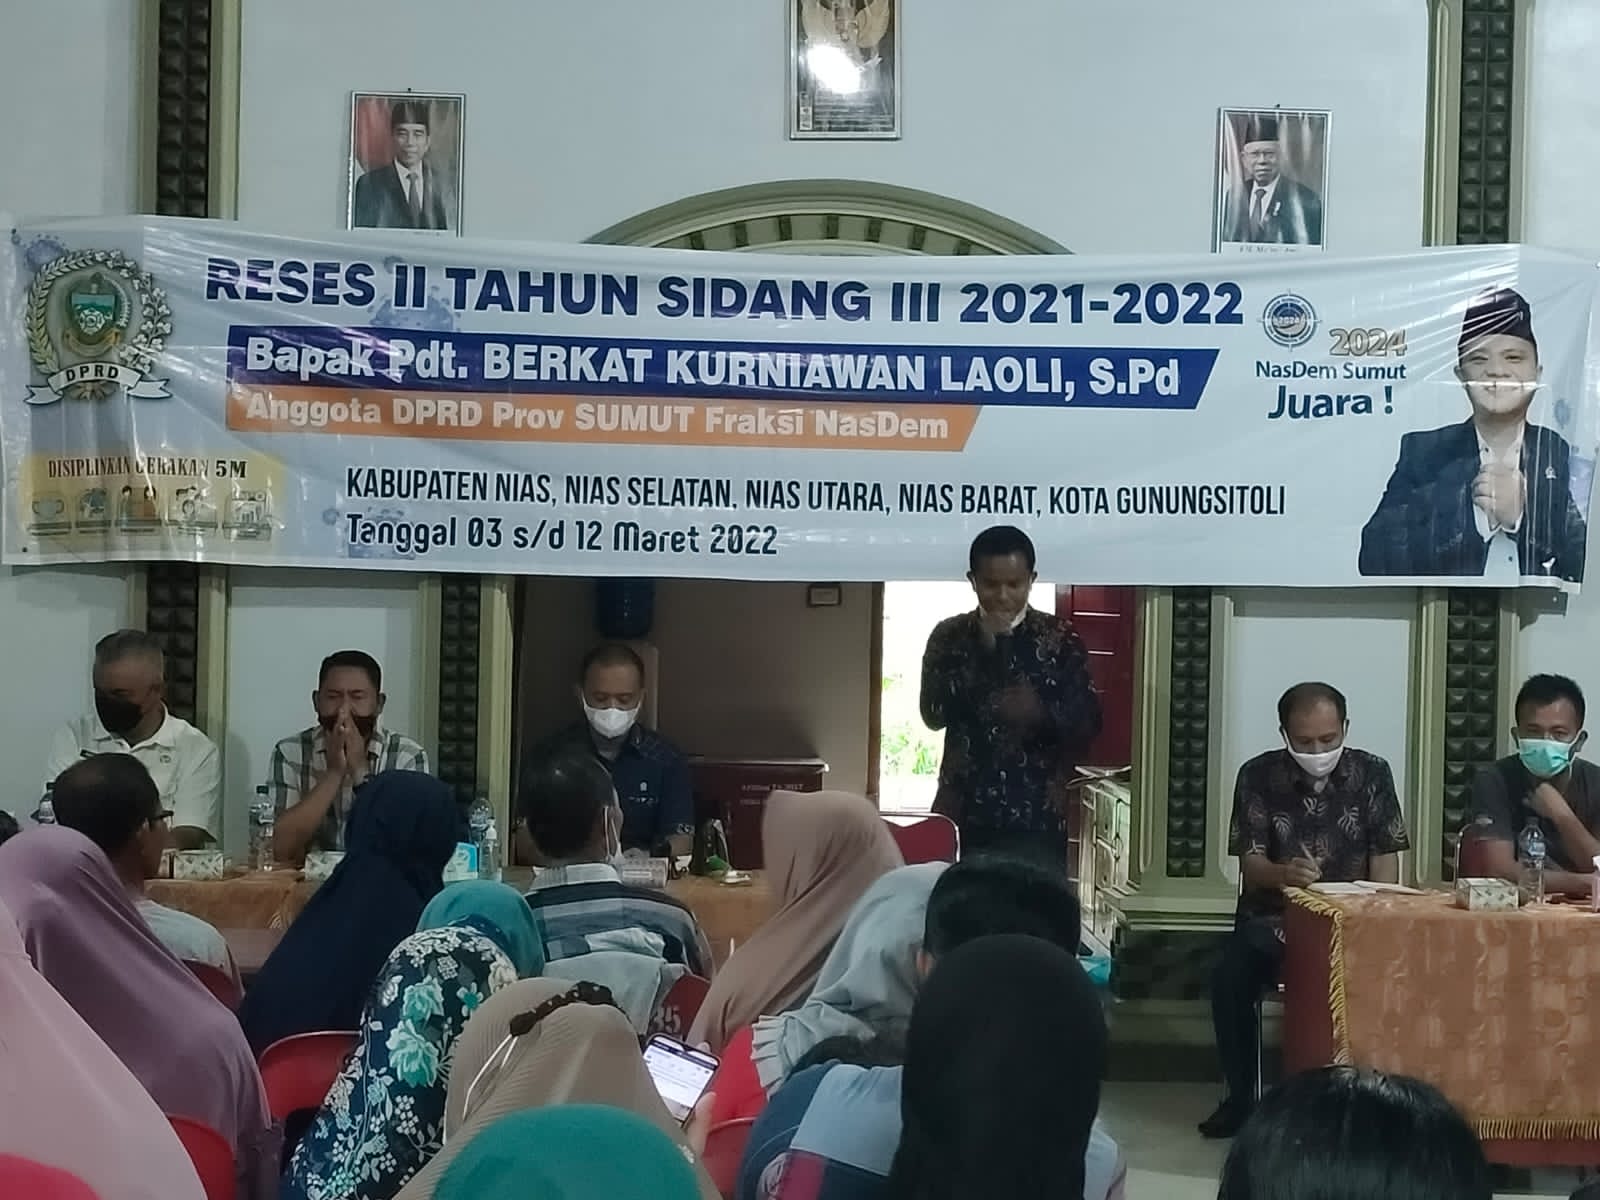 RESES II TAHUN SIDANG III 2021-2022
Bapak Pdt. BERKAT KURNIAWAN LAOLI, S.Pd
Anggota DPRD Prov SUMUT Fraksi NasDem
KABUPATEN NIAS, NIAS SELATAN, NIAS UTARA, NIAS BARAT, KOTA GUNUNGSITOLI
Tanggal 03 s/d 12 Maret 2022
DPRD
DISIPLINKAN GERAKAN 5M
2024
2024
NasDem Sumut
Juara !
35